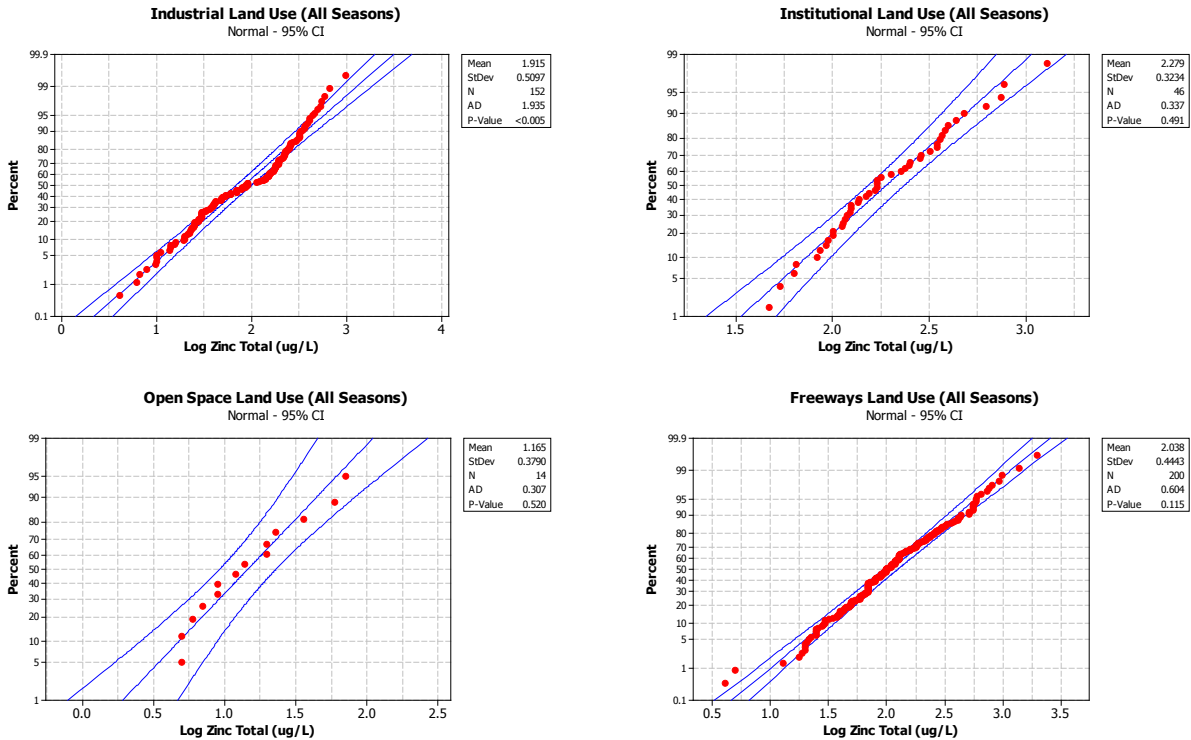 Industrial Land Use (All Seasons)
Normal - 95% CI
99.9
99
95
90
80
70
60
50
40
30
20
10
5
1
0.1
Percent
0 1 2 3 4
Log Zinc Total (ug/L)
Mean 1.915
StDev 0.5097
N 152
AD 1.935
P-Value <0.005
Institutional Land Use (All Seasons)
Normal - 95% CI
99
95
90
80
70
60
50
40
30
20
10
5
1
Percent
1.5 2.0 2.5 3.0
Log Zinc Total (ug/L)
Mean 2.279
StDev 0.3234
N 46
AD 0.337
P-Value 0.491
Open Space Land Use (All Seasons)
Normal - 95% CI
99
95
90
80
70
60
50
40
30
20
10
5
1
Percent
0.0 0.5 1.0 1.5 2.0 2.5
Log Zinc Total (ug/L)
Mean 1.165
StDev 0.3790
N 14
AD 0.307
P-Value 0.520
Freeways Land Use (All Seasons)
Normal - 95% CI
99.9
99
95
90
80
70
60
50
40
30
20
10
5
1
0.1
Percent
0.5 1.0 1.5 2.0 2.5 3.0 3.5
Log Zinc Total (ug/L)
Mean 2.038
StDev 0.4443
N 200
AD 0.604
P-Value 0.115